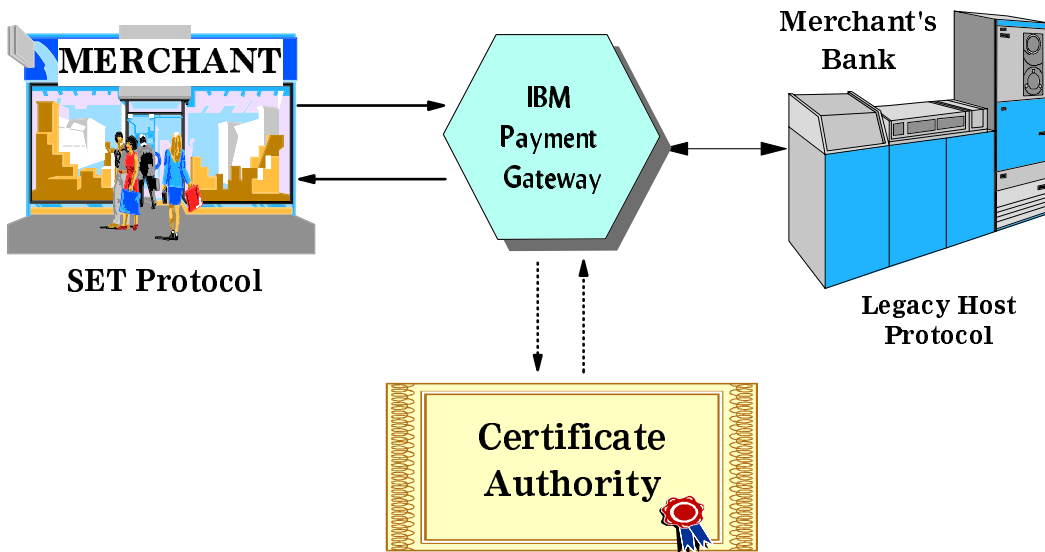 MERCHANT
SET Protocol
IBM
Payment
Gateway
Merchant's
Bank
Legacy Host
Protocol
Certificate
Authority